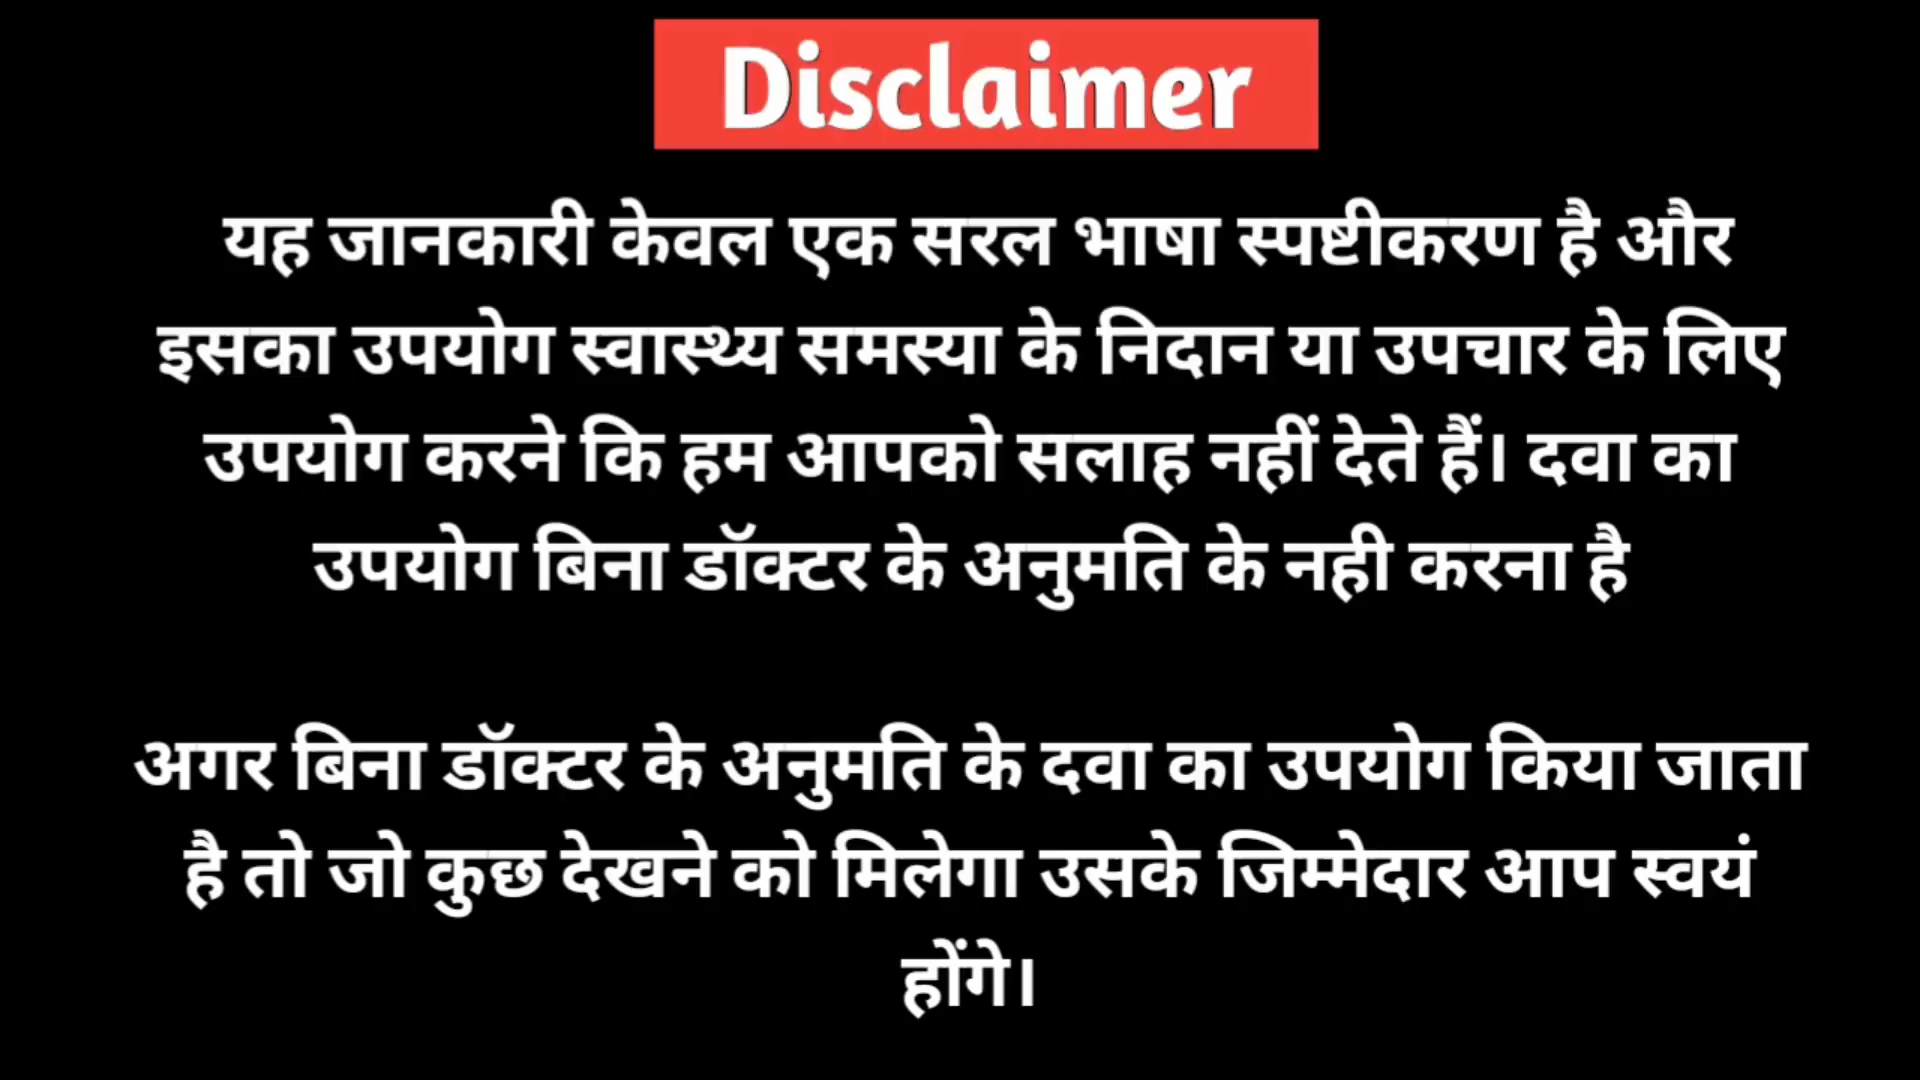 Disclaimer
यह जानकारी केवल एक सरल भाषा स्पष्टीकरण है और
इसका उपयोग स्वास्थ्य समस्या के निदान या उपचार के लिए
उपयोग करने कि हम आपको सलाह नहीं देते हैं। दवा का
उपयोग बिना डॉक्टर के अनुमति के नही करना है
अगर बिना डॉक्टर के अनुमति के दवा का उपयोग किया जाता
है तो जो कुछ देखने को मिलेगा उसके जिम्मेदार आप स्वयं
होंगे।